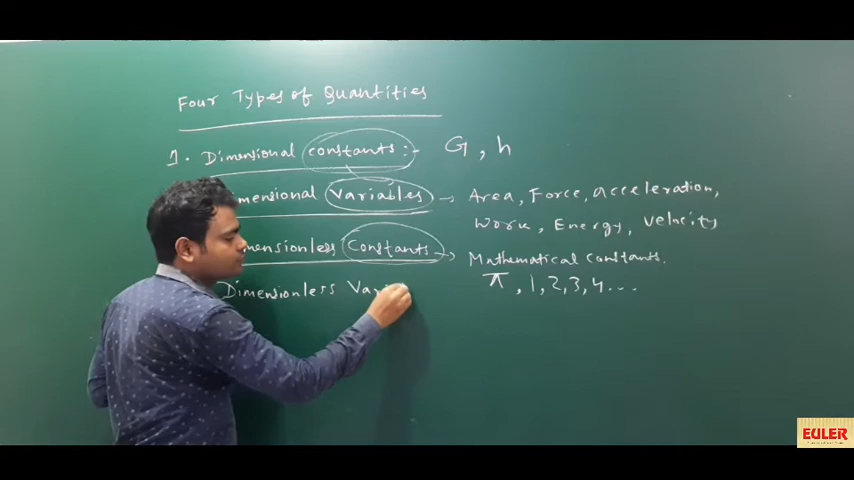 Four Types of Quantities
1. Dimensional constants :- G, h
mensional Variables → Area, Force, acceleration,
Work, Energy, velocity
mensionless Constants → Mathematical constants.
π, 1, 2, 3, 4...
Dimensionless Va
EULER